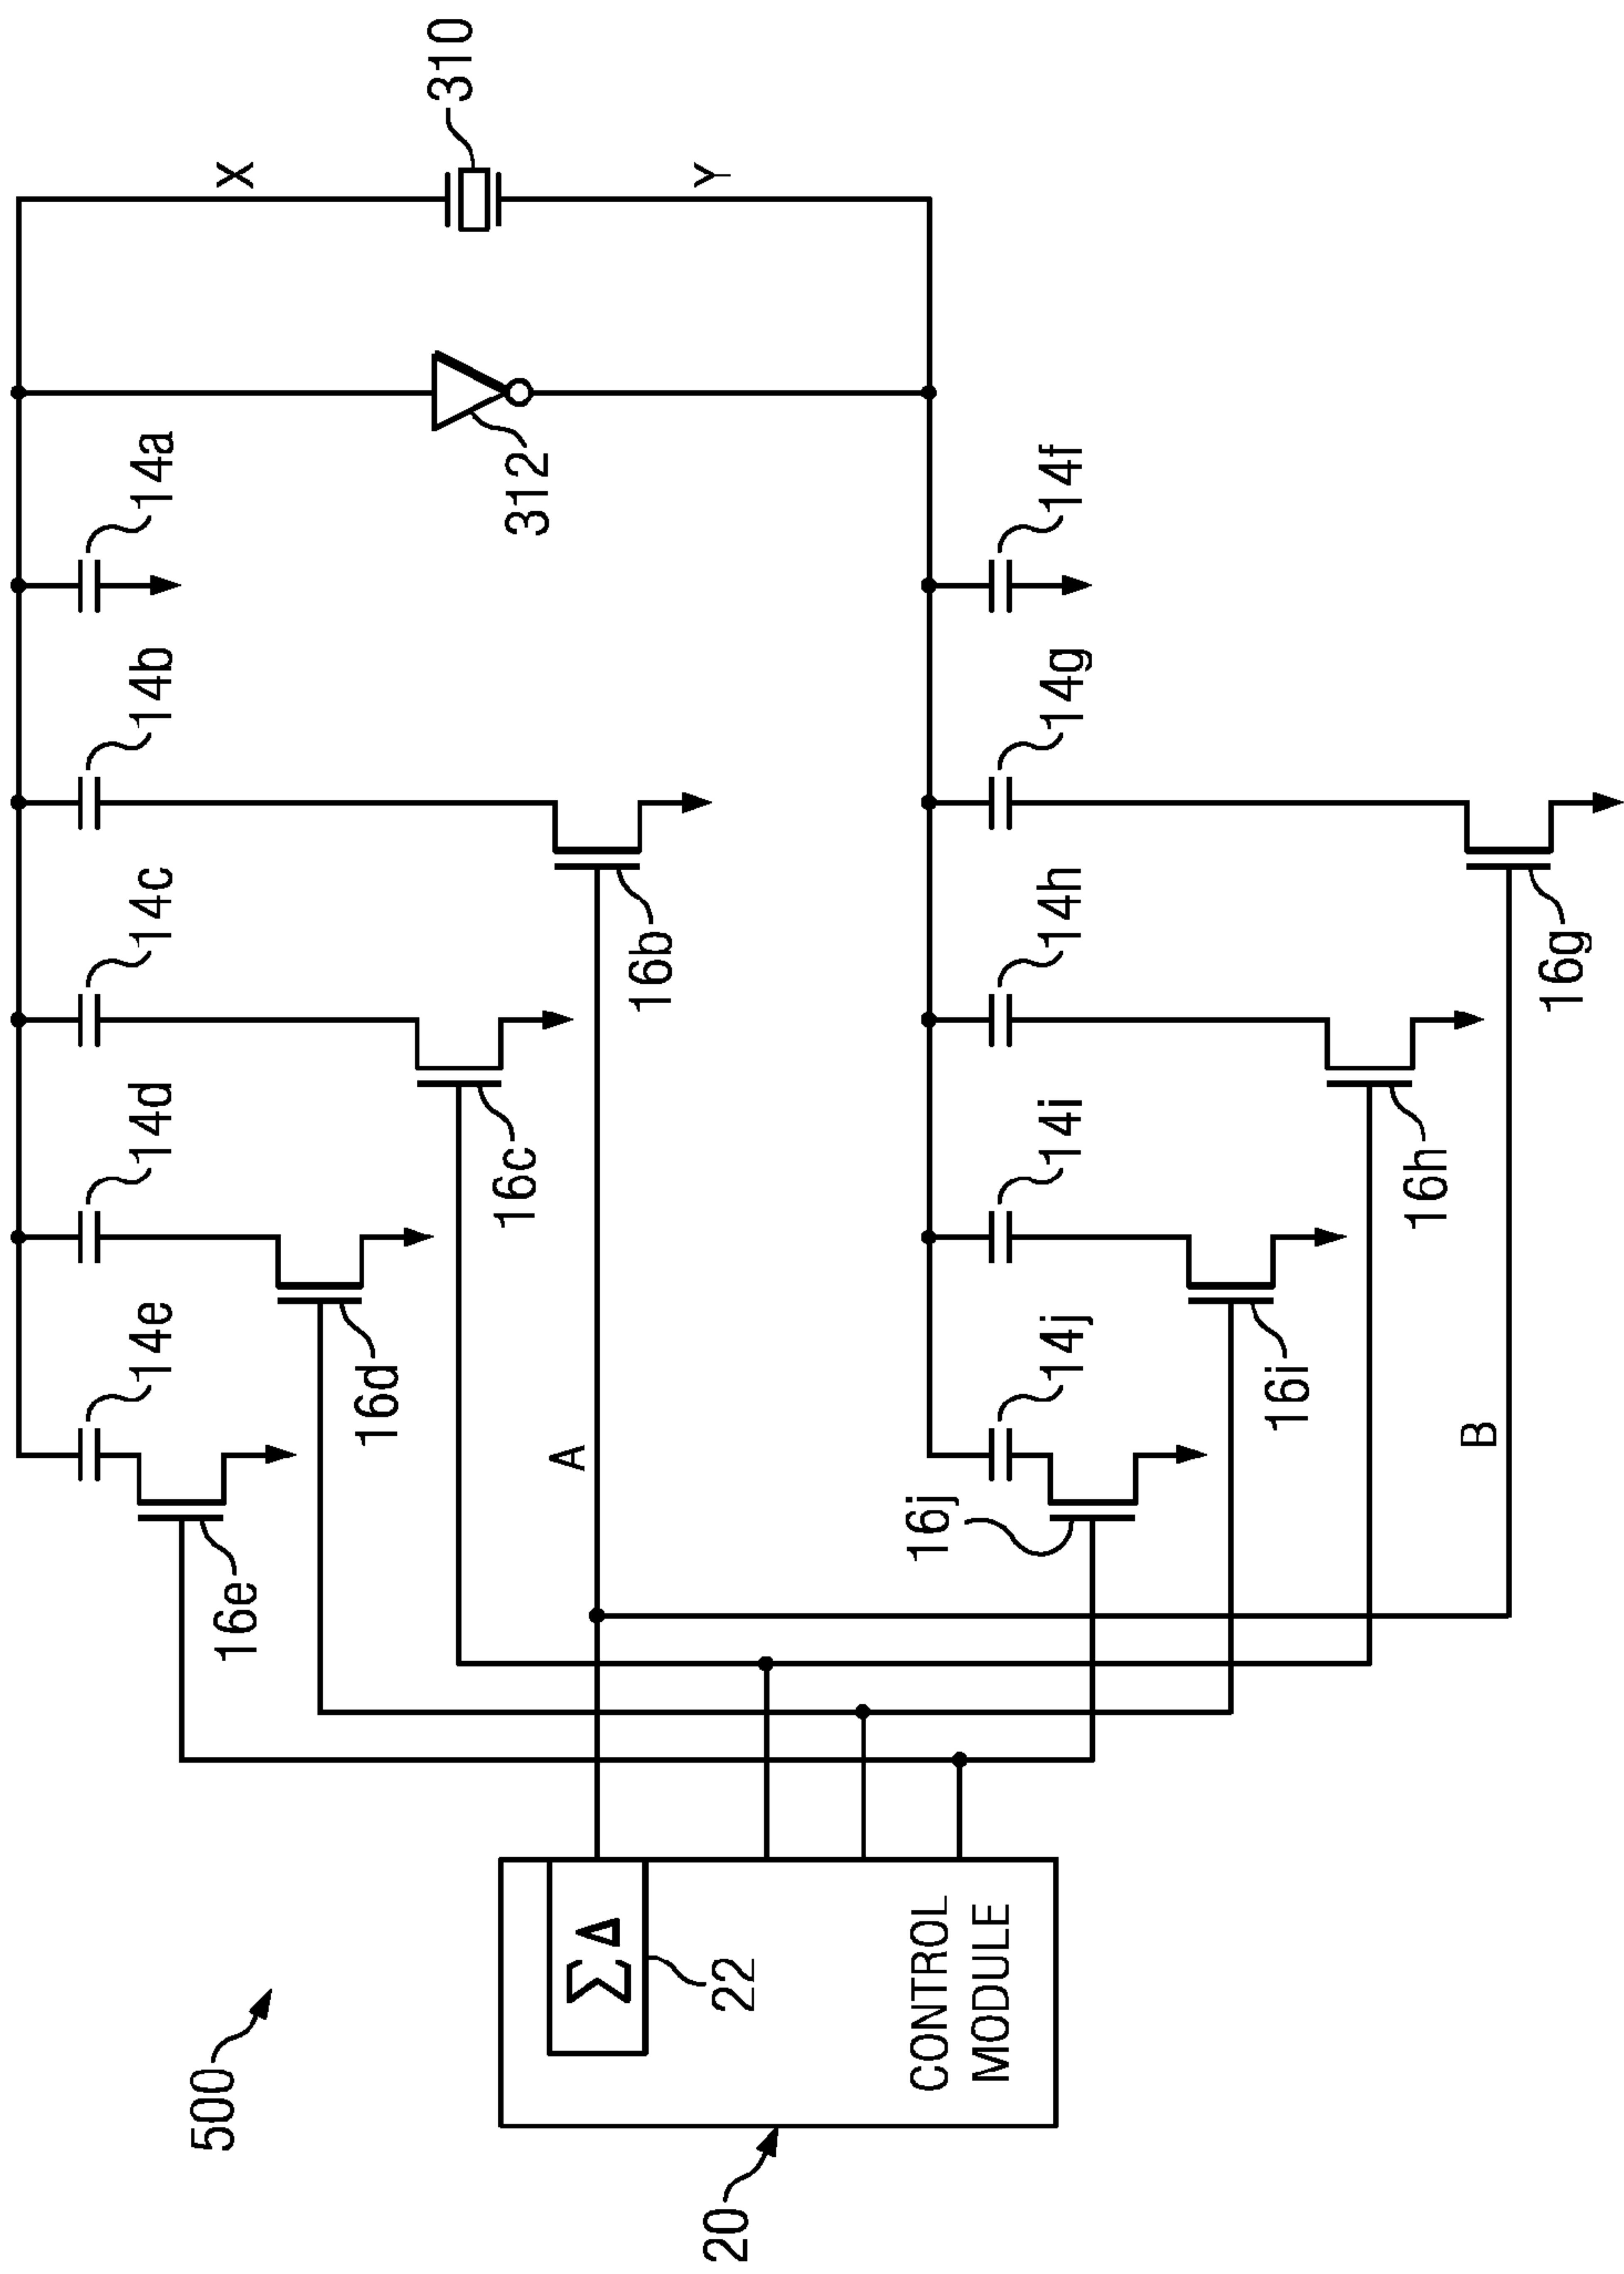 500
20
Σ Δ
22
CONTROL
MODULE
14e
14d
14c
14b
14a
X
310
312
Y
16e
16d
16c
16b
A
14j
14i
14h
14g
14f
16j
16i
16h
16g
B